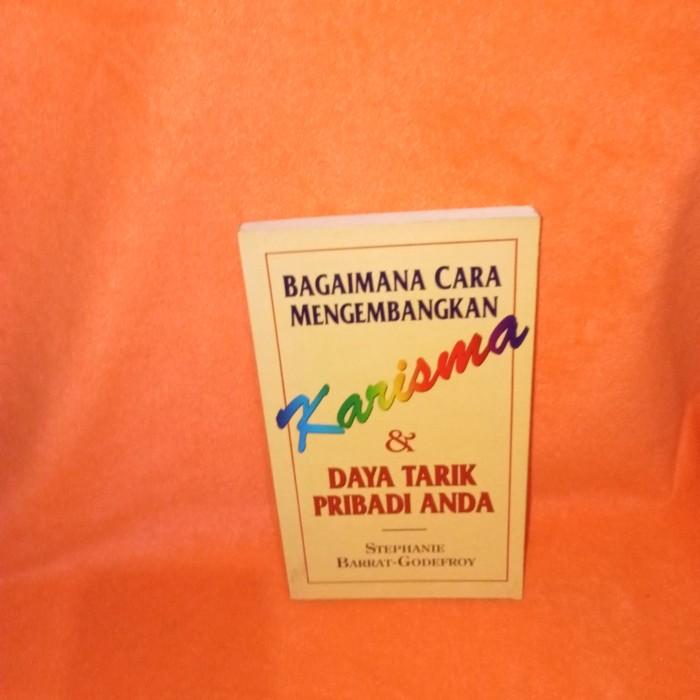 BAGAIMANA CARA
MENGEMBANGKAN
Karisma
&
DAYA TARIK
PRIBADI ANDA
STEPHANIE
BARRAT-GODEFROY